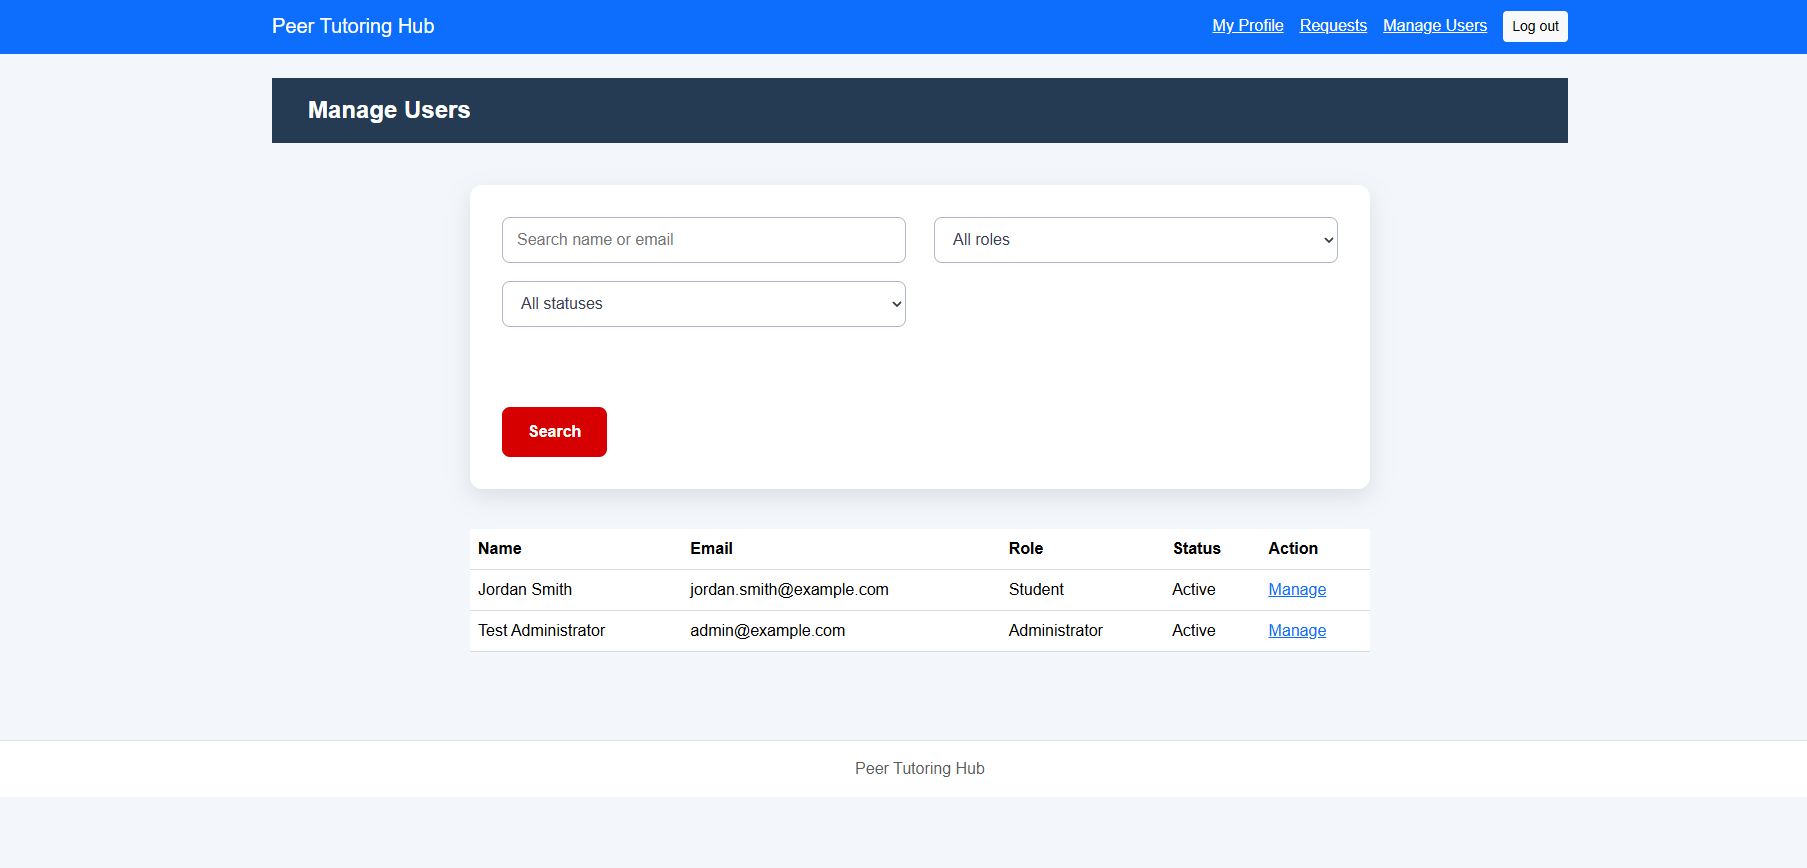 Peer Tutoring Hub My Profile Requests Manage Users Log out
Manage Users
Search name or email All roles
All statuses
Search
Name Email Role Status Action
Jordan Smith jordan.smith@example.com Student Active Manage
Test Administrator admin@example.com Administrator Active Manage
Peer Tutoring Hub